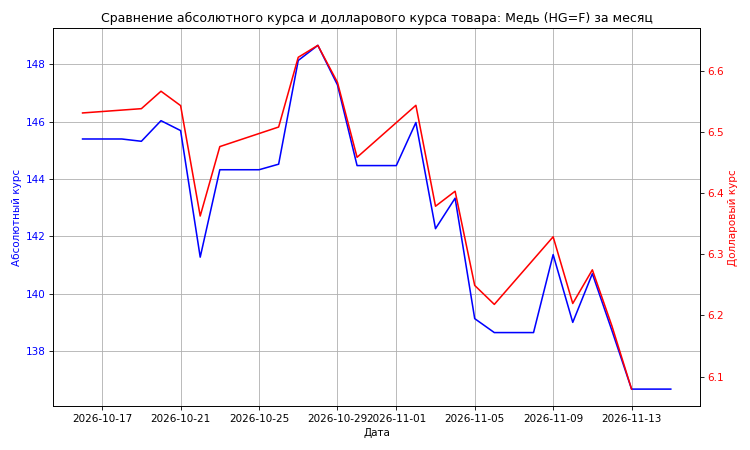 Сравнение абсолютного курса и долларового курса товара: Медь (HG=F) за месяц
148
146
144
142
140
138
Абсолютный курс
6.6
6.5
6.4
6.3
6.2
6.1
Долларовый курс
2026-10-17 2026-10-21 2026-10-25 2026-10-29 2026-11-01 2026-11-05 2026-11-09 2026-11-13
Дата